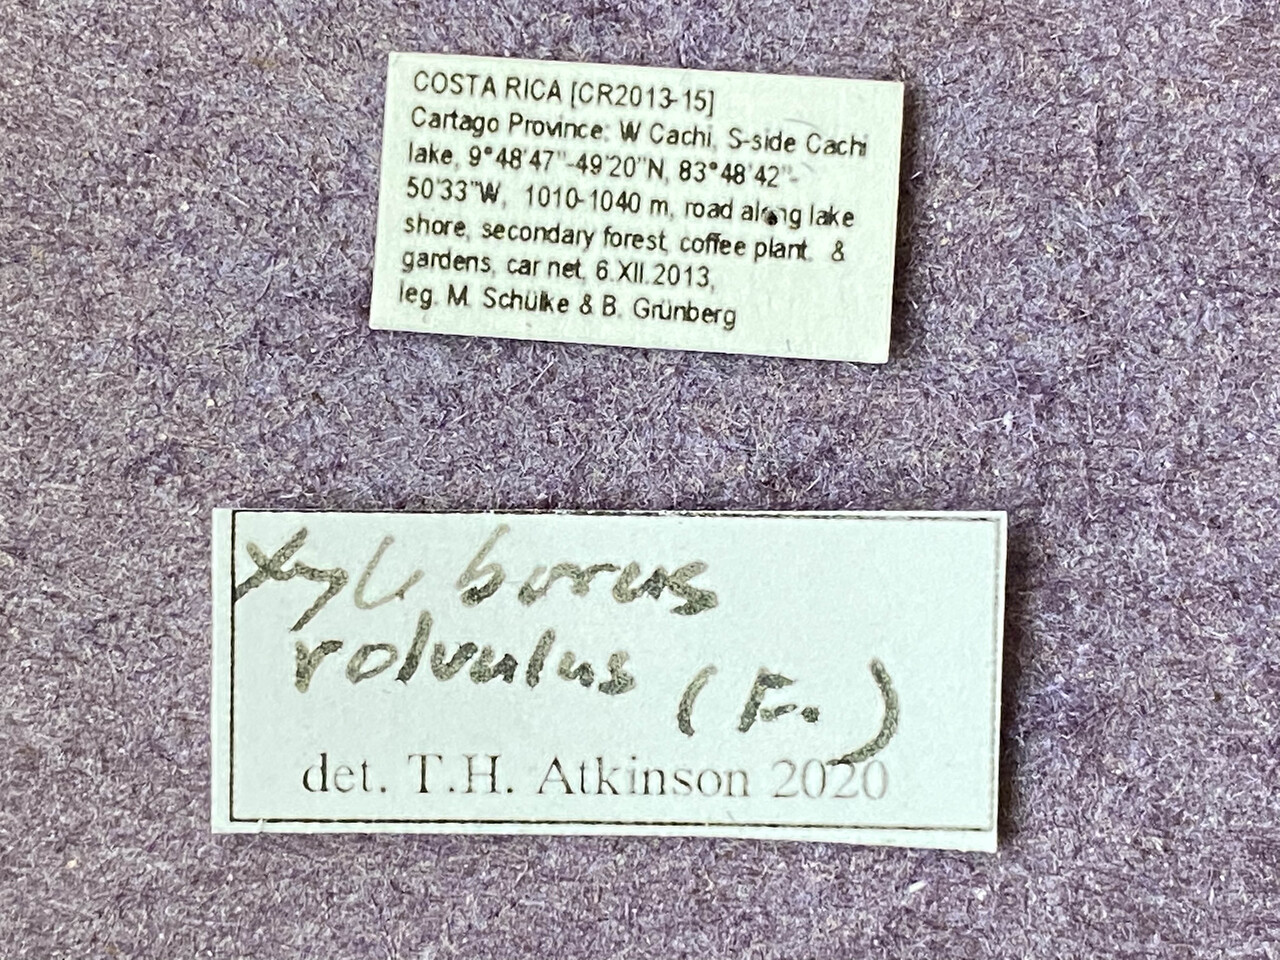 COSTA RICA [CR2013-15]
Cartago Province: W Cachi, S-side Cachi
lake, 9°48'47"-49'20"N, 83°48'42"-
50'33"W, 1010-1040 m, road along lake
shore, secondary forest, coffee plant. &
gardens, car net, 6.XII.2013,
leg. M. Schülke & B. Grünberg
Xyleborus
volvulus (F.)
det. T.H. Atkinson 2020